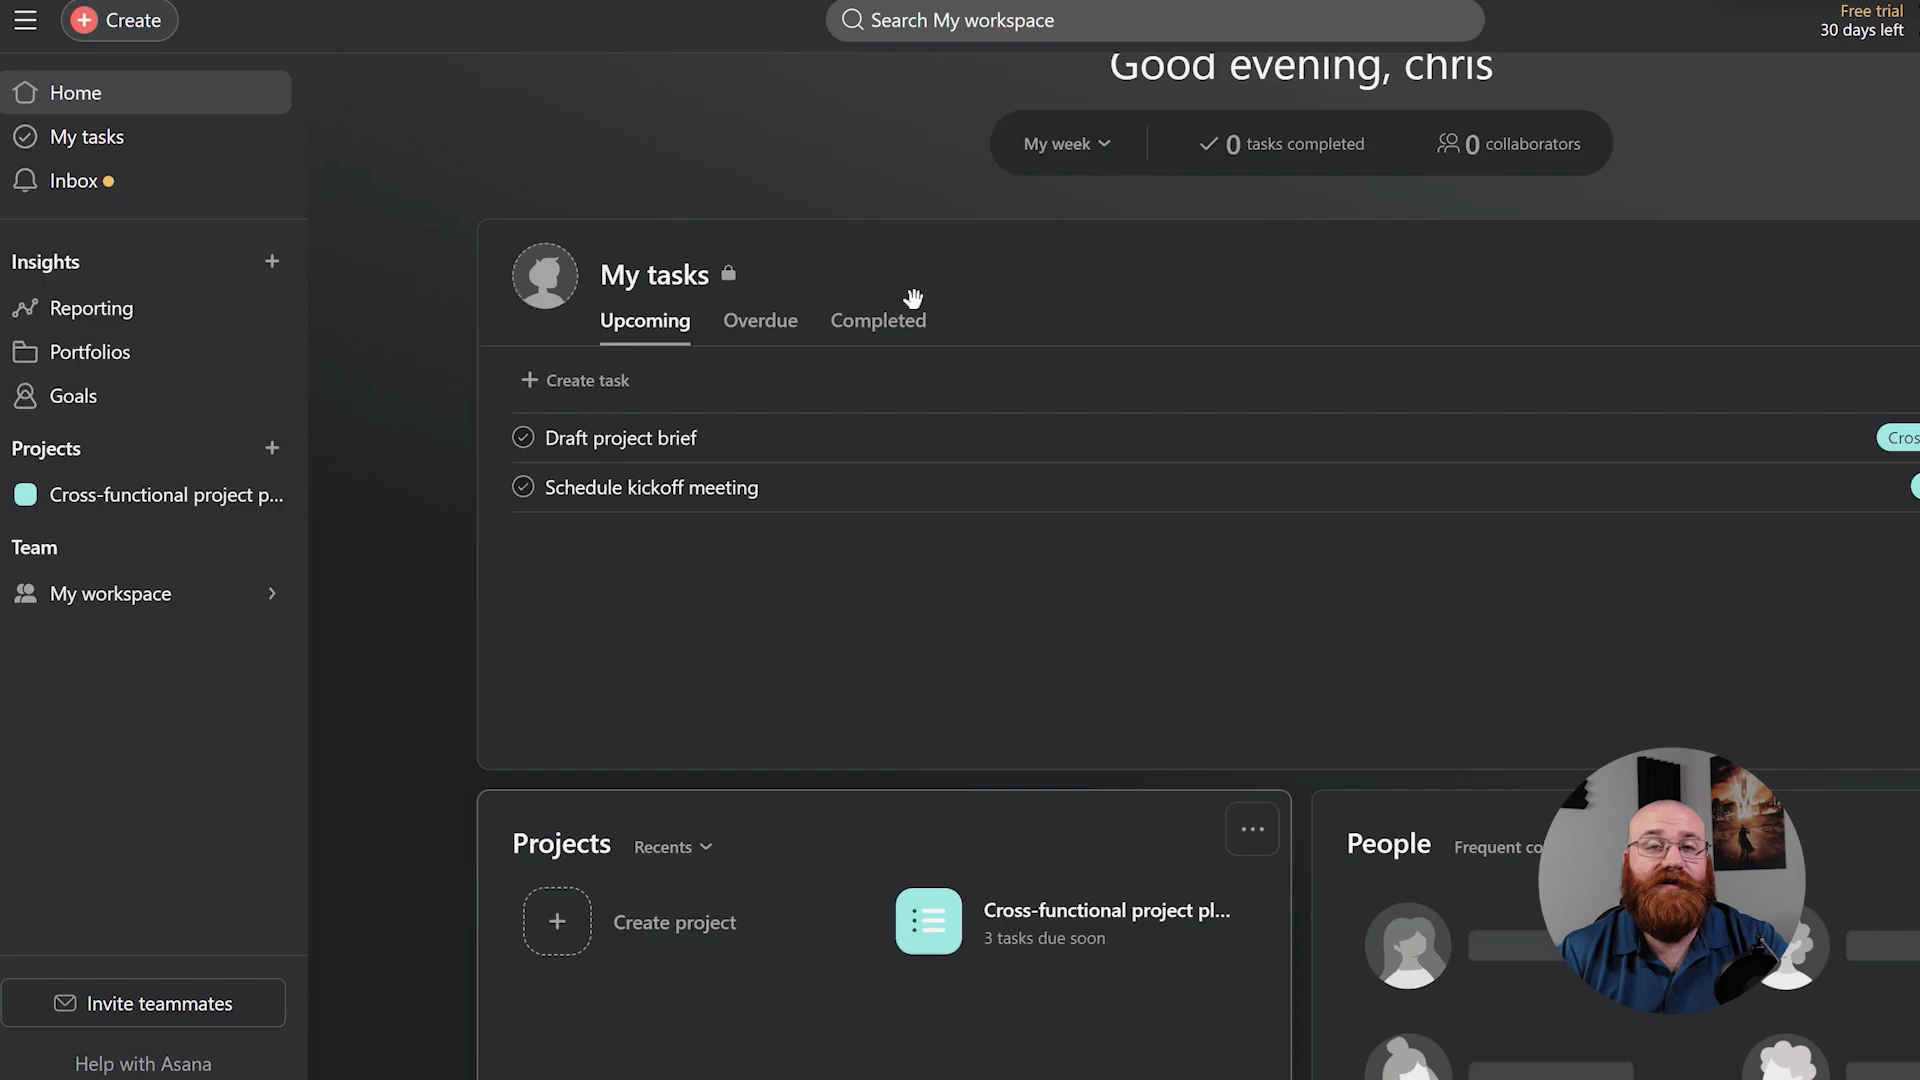 Create
Search My workspace
Free trial
30 days left
Home
My tasks
Inbox
Insights
Reporting
Portfolios
Goals
Projects
Cross-functional project p...
Team
My workspace
Invite teammates
Help with Asana
Good evening, chris
My week
0 tasks completed
0 collaborators
My tasks
Upcoming
Overdue
Completed
Create task
Draft project brief
Cros
Schedule kickoff meeting
Projects
Recents
Create project
Cross-functional project pl...
3 tasks due soon
People
Frequent co